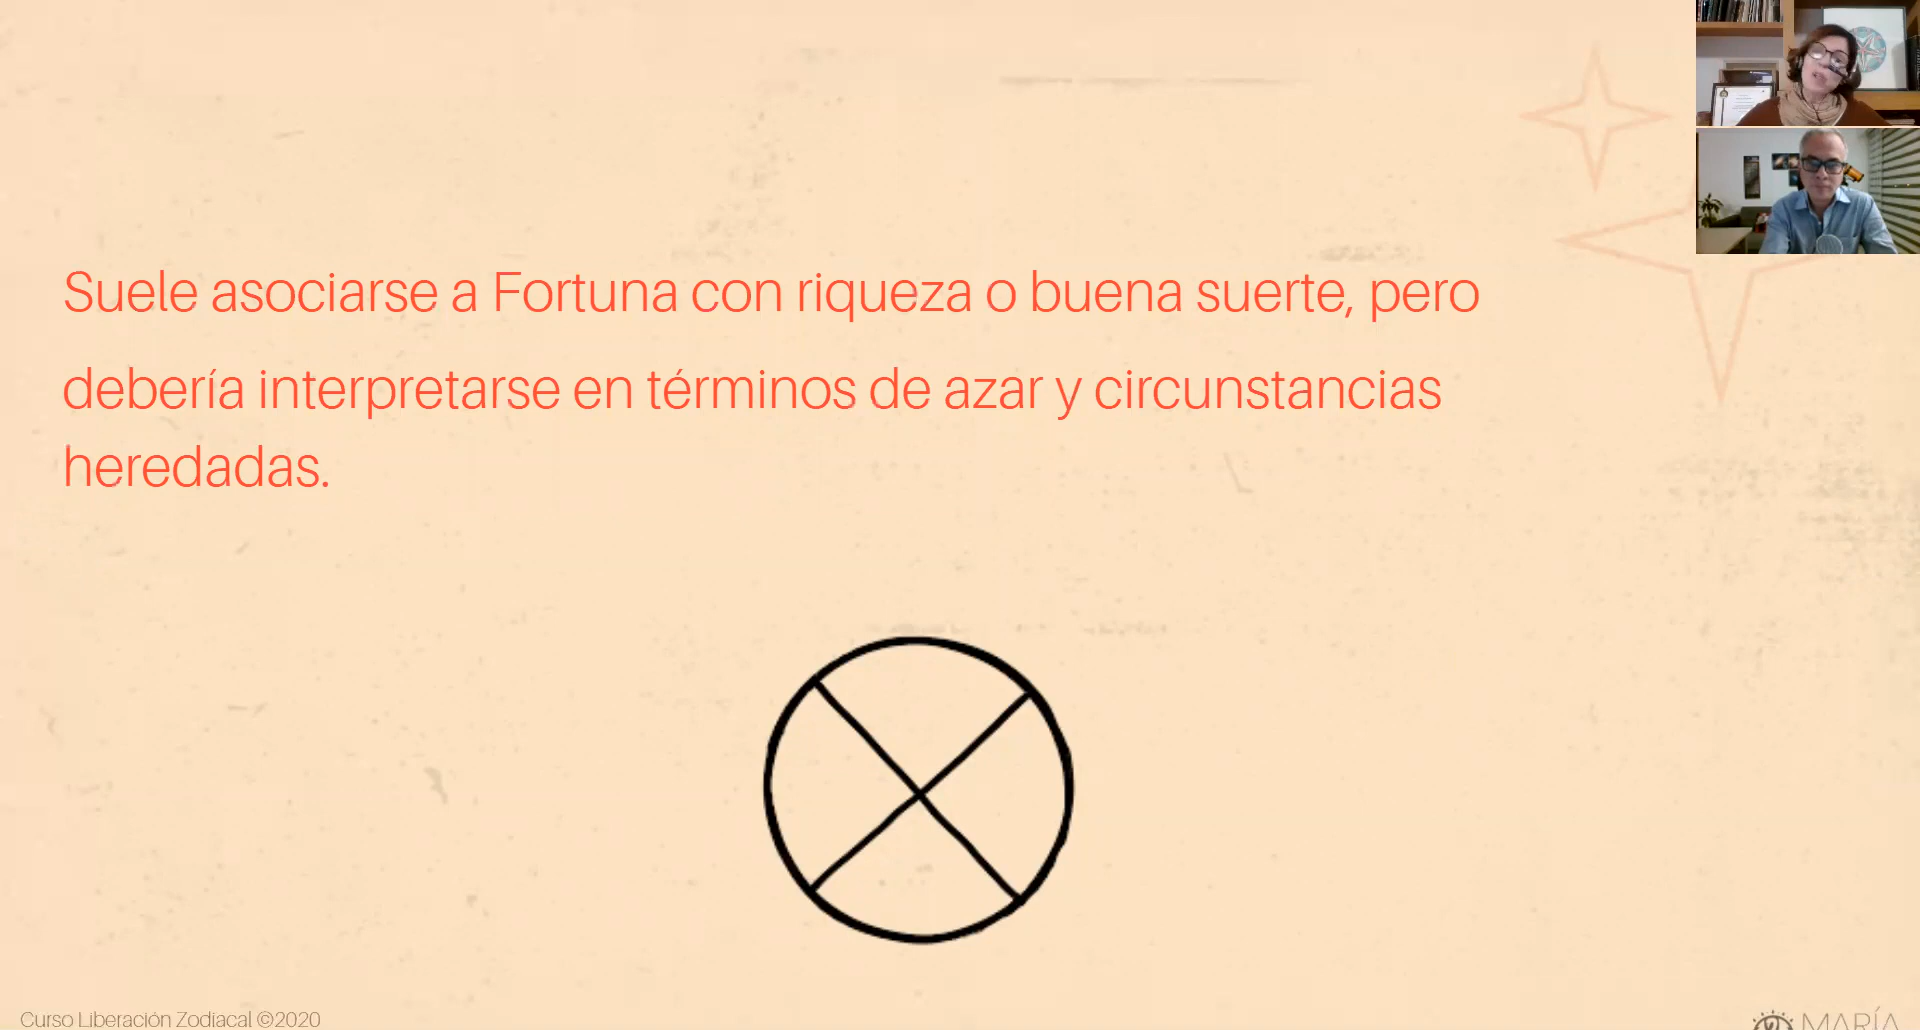 Suele asociarse a Fortuna con riqueza o buena suerte, pero
debería interpretarse en términos de azar y circunstancias
heredadas.
Curso Liberación Zodiacal ©2020
MARÍA